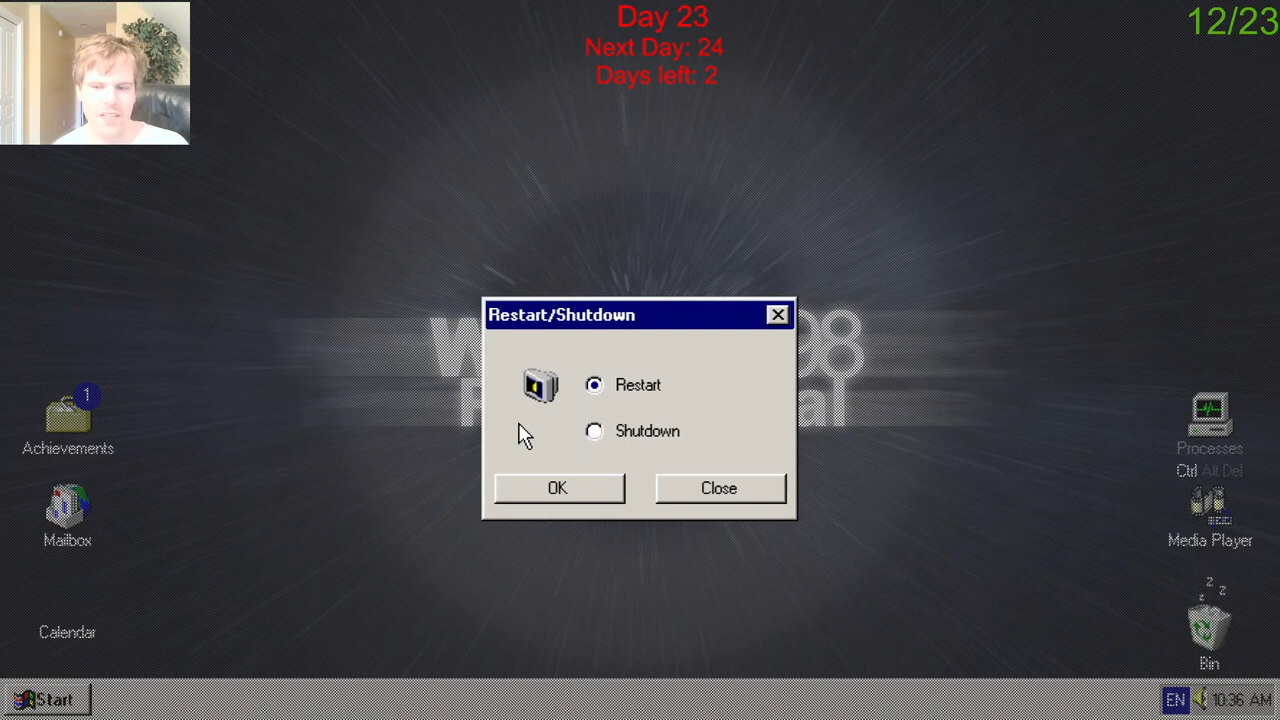 Day 23
Next Day: 24
Days left: 2
12/23
Restart/Shutdown
Restart
Shutdown
OK
Close
98
1
Achievements
Mailbox
Calendar
Processes
Ctrl Alt Del
Media Player
z z
z
Bin
Start
EN
10:36 AM